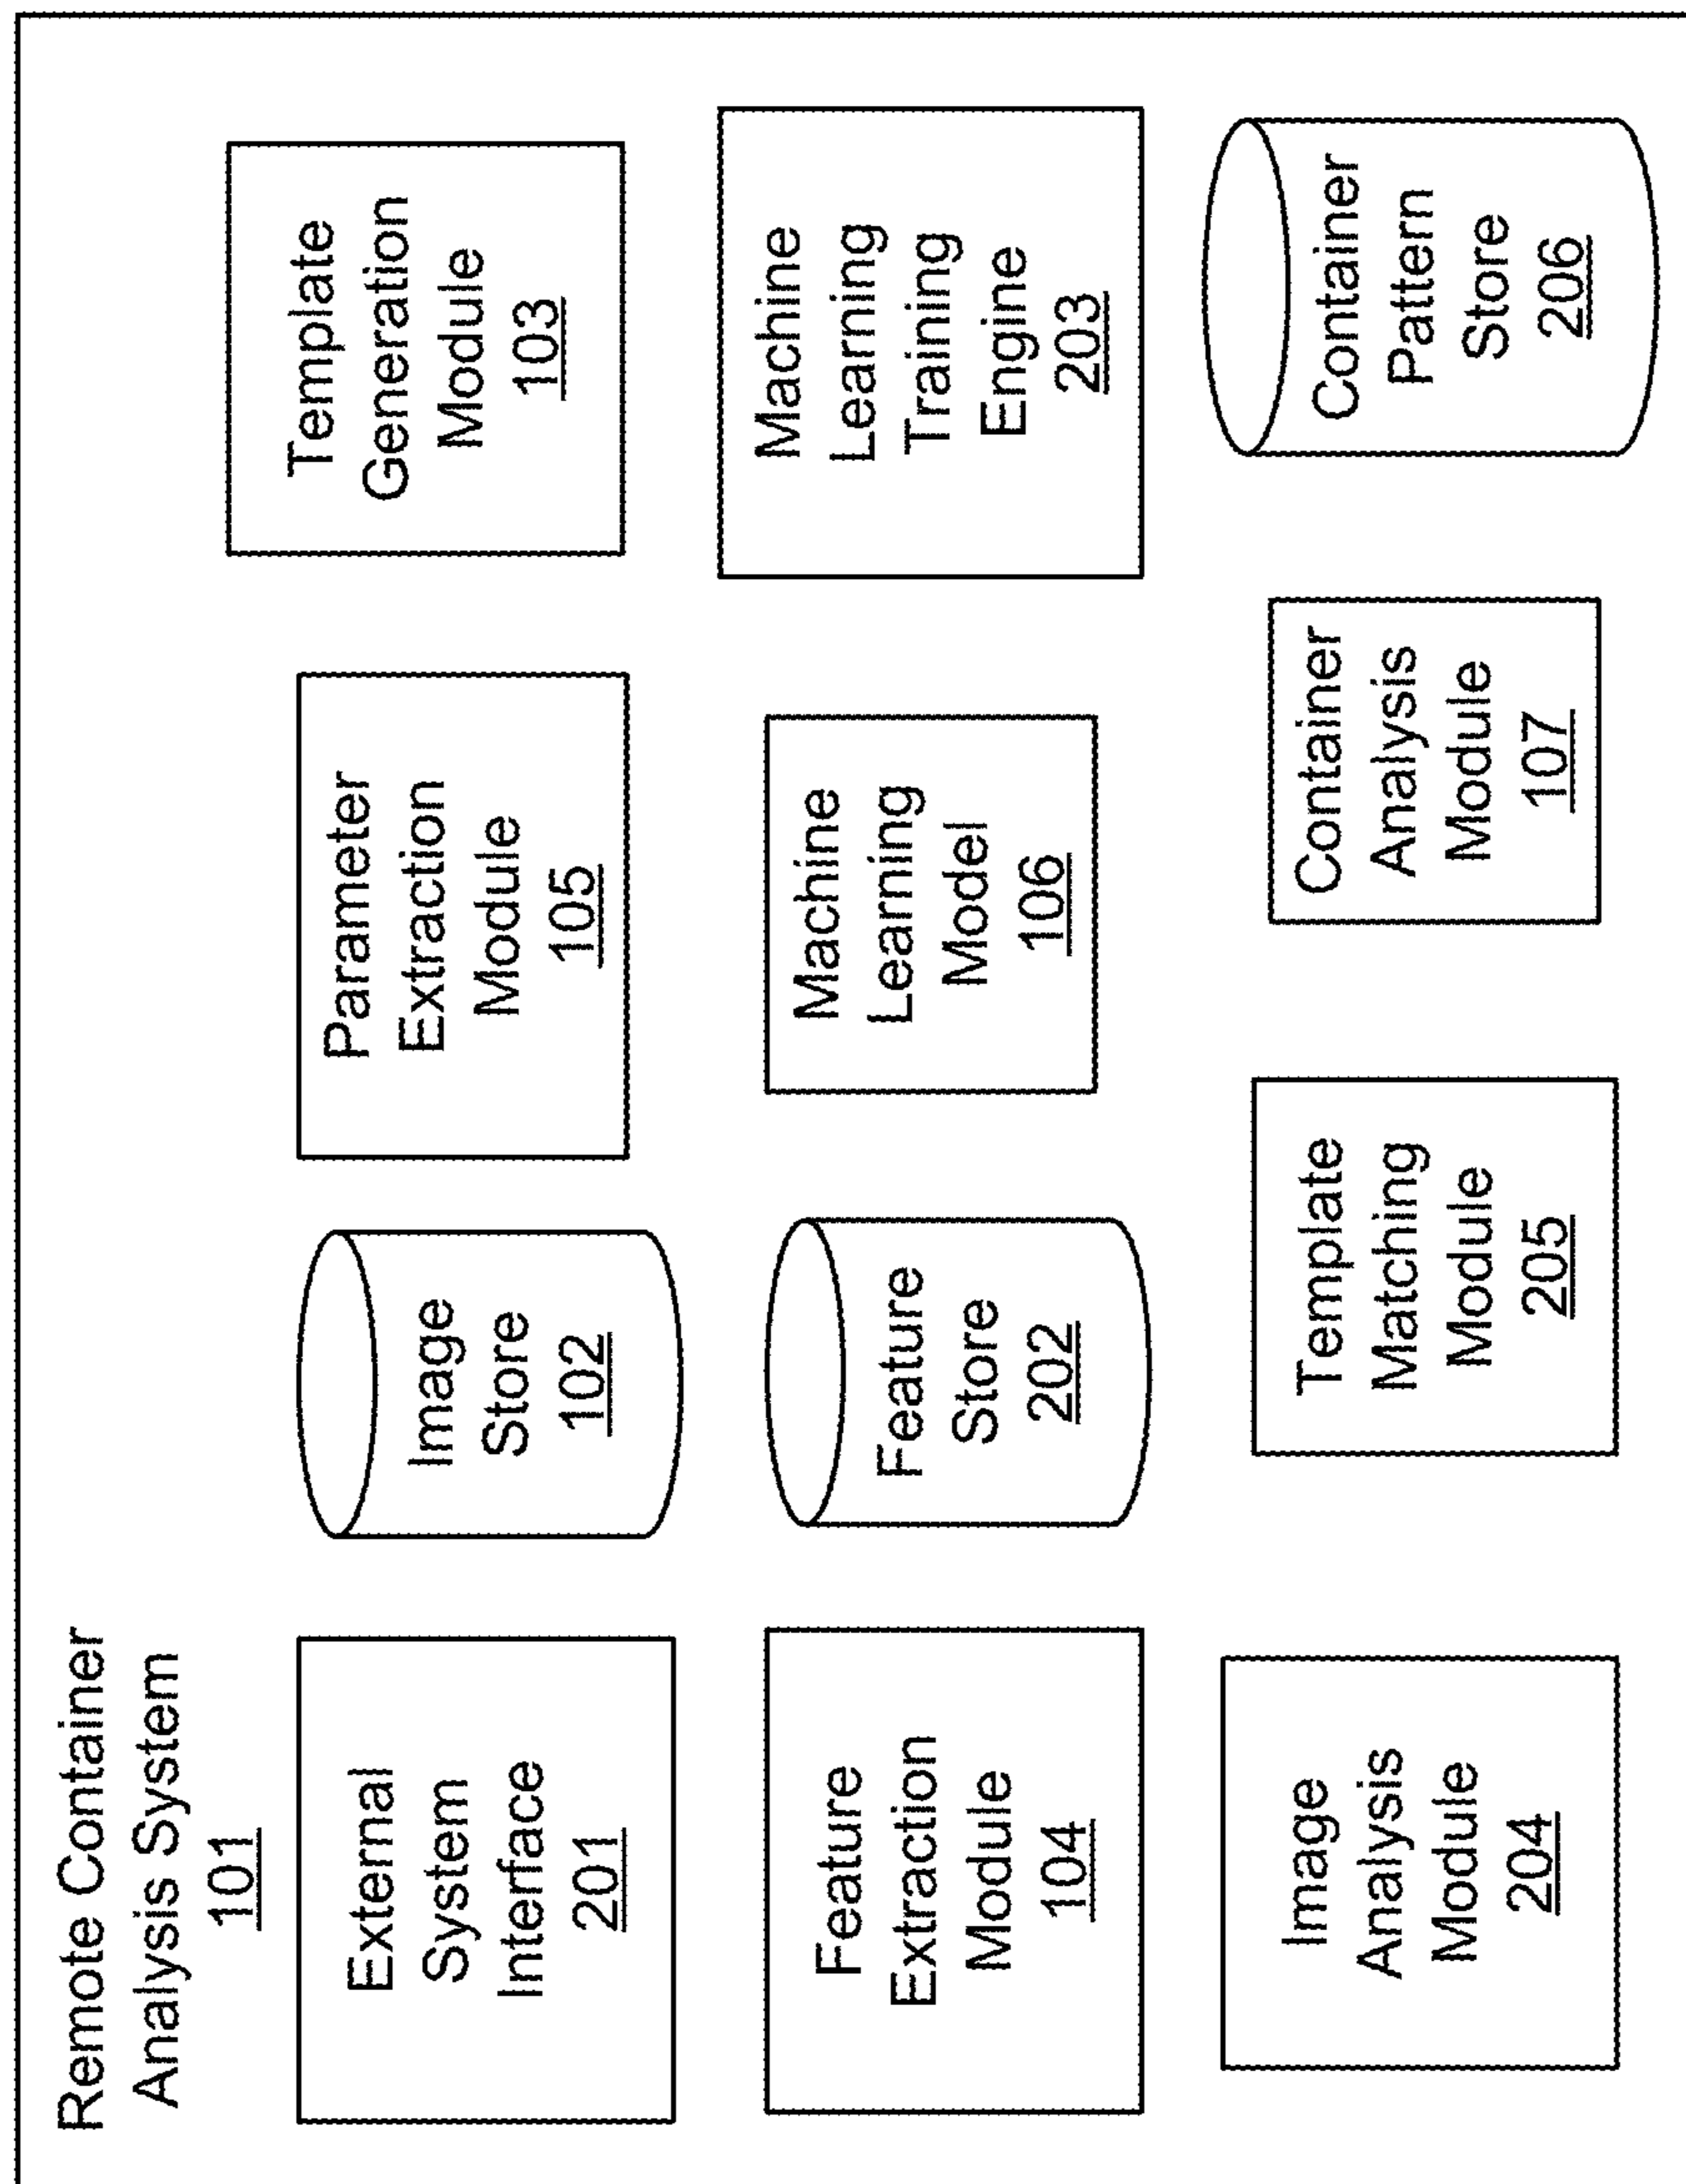 Remote Container
Analysis System
101
External
System
Interface
201
Image
Store
102
Parameter
Extraction
Module
105
Template
Generation
Module
103
Feature
Extraction
Module
104
Feature
Store
202
Machine
Learning
Model
106
Machine
Learning
Training
Engine
203
Image
Analysis
Module
204
Template
Matching
Module
205
Container
Analysis
Module
107
Container
Pattern
Store
206